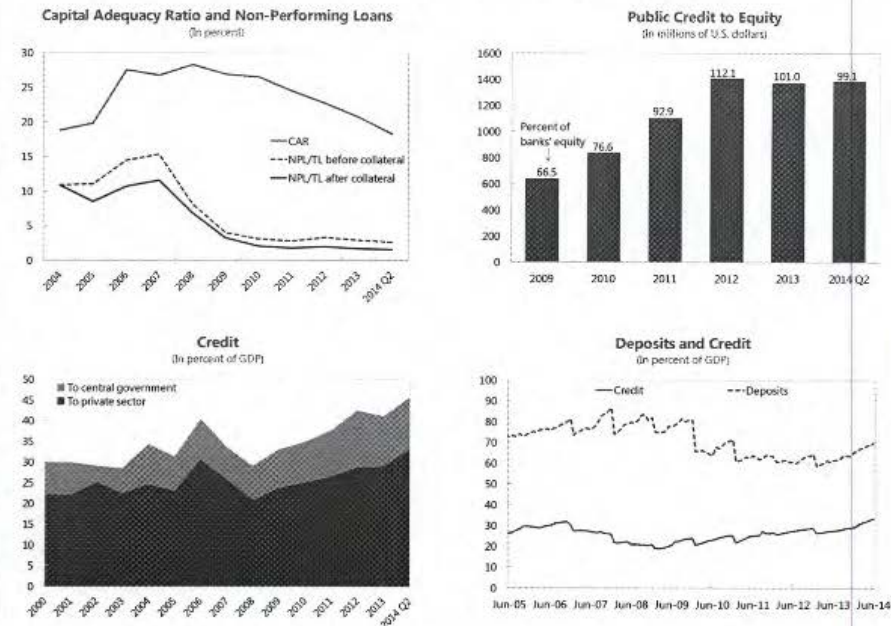 Capital Adequacy Ratio and Non-Performing Loans
(In percent)
30
25
20
15
10
5
0
CAR
NPL/TL before collateral
NPL/TL after collateral
2004
2005
2006
2007
2008
2009
2010
2011
2012
2013
2014 Q2
Public Credit to Equity
(In millions of U.S. dollars)
1600
1400
1200
1000
800
600
400
200
0
Percent of
banks' equity
66.5
76.6
92.9
112.1
101.0
99.1
2009
2010
2011
2012
2013
2014 Q2
Credit
(In percent of GDP)
50
45
40
35
30
25
20
15
10
5
0
To central government
To private sector
2000
2001
2002
2003
2004
2005
2006
2007
2008
2009
2010
2011
2012
2013
2014 Q2
Deposits and Credit
(In percent of GDP)
100
90
80
70
60
50
40
30
20
10
0
Credit
Deposits
Jun-05
Jun-06
Jun-07
Jun-08
Jun-09
Jun-10
Jun-11
Jun-12
Jun-13
Jun-14